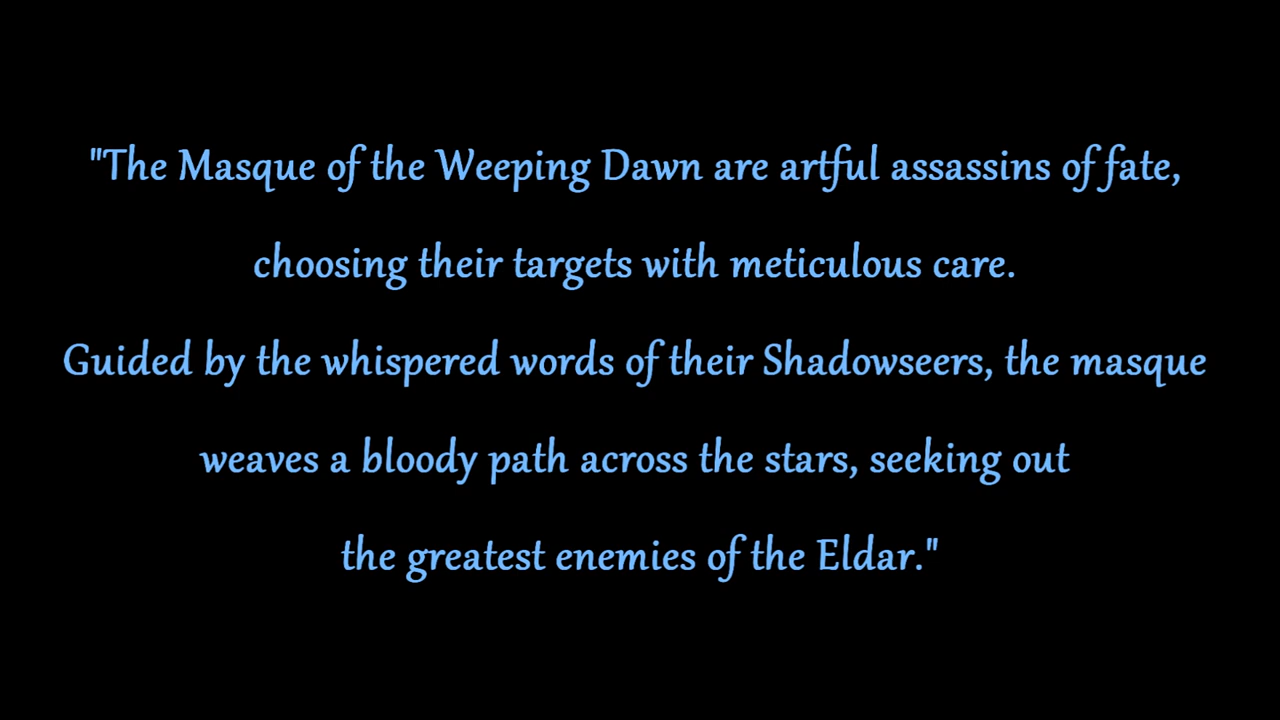 "The Masque of the Weeping Dawn are artful assassins of fate,
choosing their targets with meticulous care.
Guided by the whispered words of their Shadowseers, the masque
weaves a bloody path across the stars, seeking out
the greatest enemies of the Eldar."